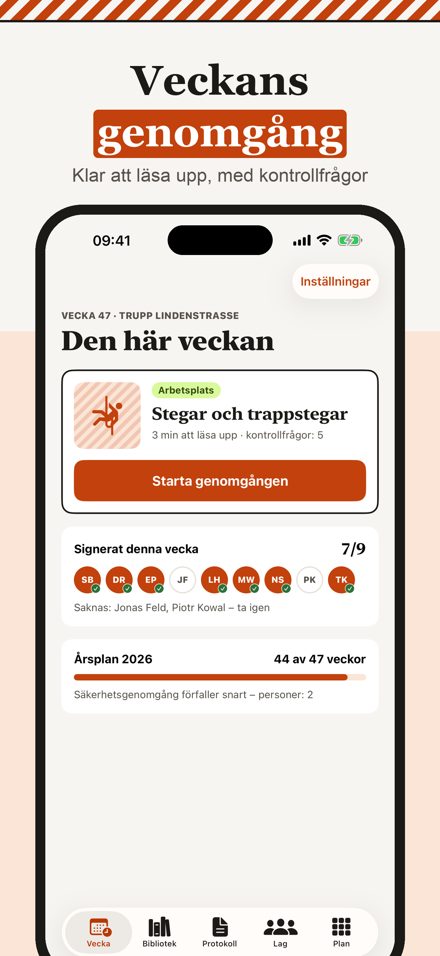 Veckans
genomgång
Klar att läsa upp, med kontrollfrågor
09:41
Inställningar
VECKA 47 · TRUPP LINDENSTRASSE
Den här veckan
Arbetsplats
Stegar och trappstegar
3 min att läsa upp · kontrollfrågor: 5
Starta genomgången
Signerat denna vecka 7/9
SB DR EP JF LH MW NS PK TK
Saknas: Jonas Feld, Piotr Kowal – ta igen
Årsplan 2026 44 av 47 veckor
Säkerhetsgenomgång förfaller snart – personer: 2
Vecka Bibliotek Protokoll Lag Plan